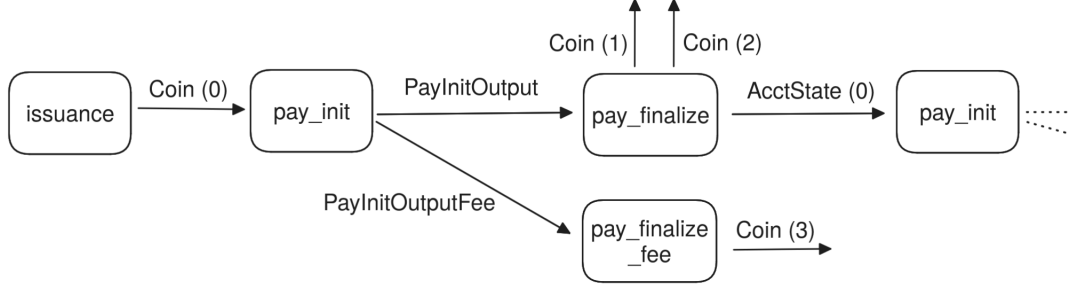 Coin (1)
Coin (2)
issuance
Coin (0)
pay_init
PayInitOutput
pay_finalize
AcctState (0)
pay_init
PayInitOutputFee
pay_finalize
_fee
Coin (3)